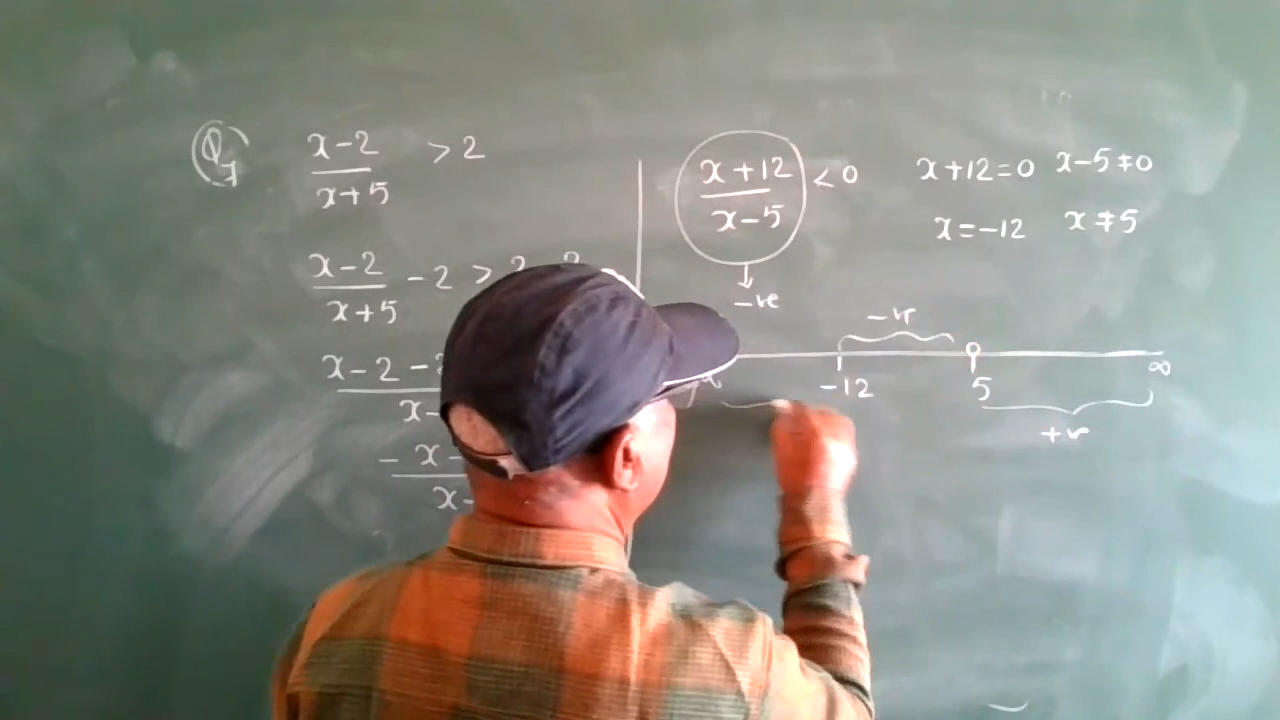 Q7 x-2/x+5 > 2
x-2/x+5 - 2 >
x-2-
x-
-x-
x-
x+12/x-5 < 0
x+12=0 x-5≠0
x=-12 x≠5
↓
-ve
-ve
-12 5 ∞
+ve